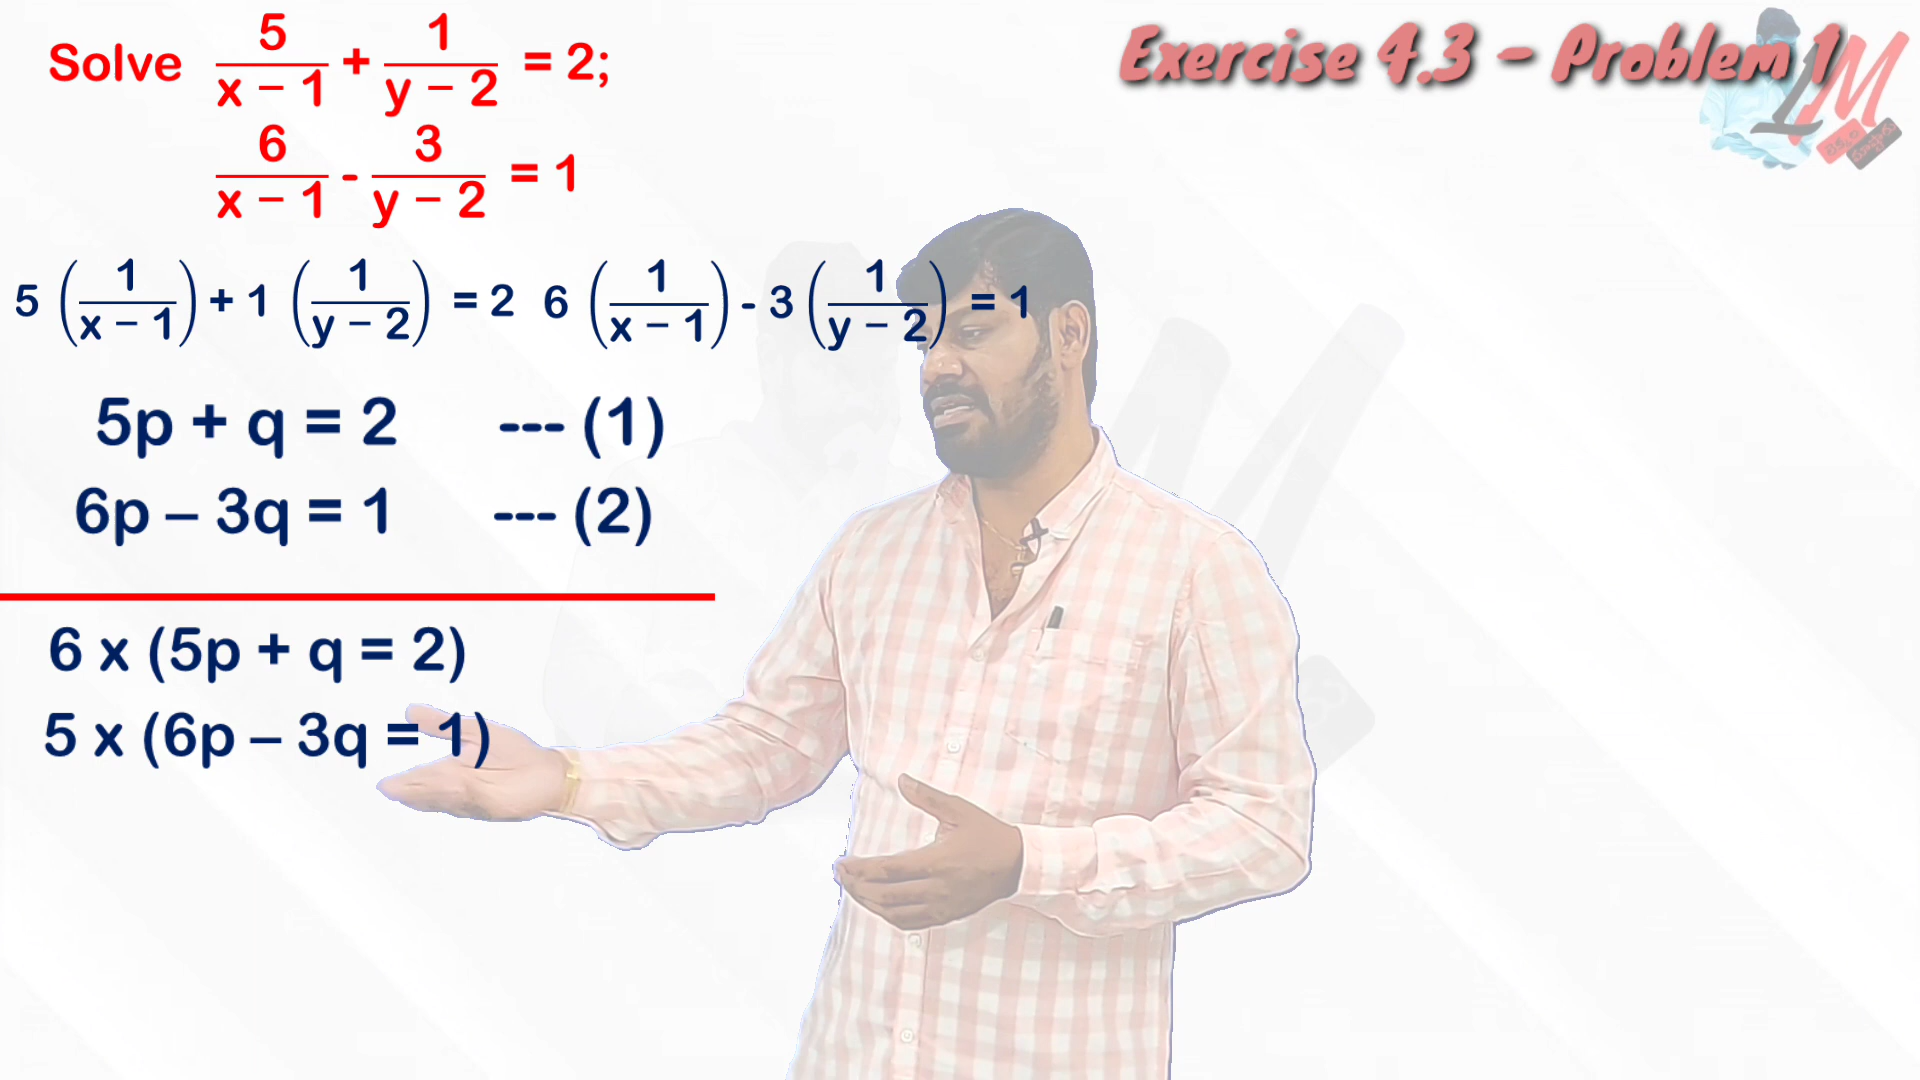 Exercise 4.3 – Problem 1
Solve 5/(x – 1) + 1/(y – 2) = 2;
6/(x – 1) - 3/(y – 2) = 1
5 (1/(x – 1)) + 1 (1/(y – 2)) = 2 6 (1/(x – 1)) - 3 (1/(y – 2)) = 1
5p + q = 2 --- (1)
6p – 3q = 1 --- (2)
6 x (5p + q = 2)
5 x (6p – 3q = 1)